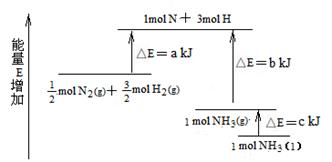 1mol N + 3mol H
能量E增加
△E=a kJ
△E=b kJ
1/2 mol N₂(g) + 3/2 mol H₂(g)
1 mol NH₃(g)
△E=c kJ
1 mol NH₃(1)